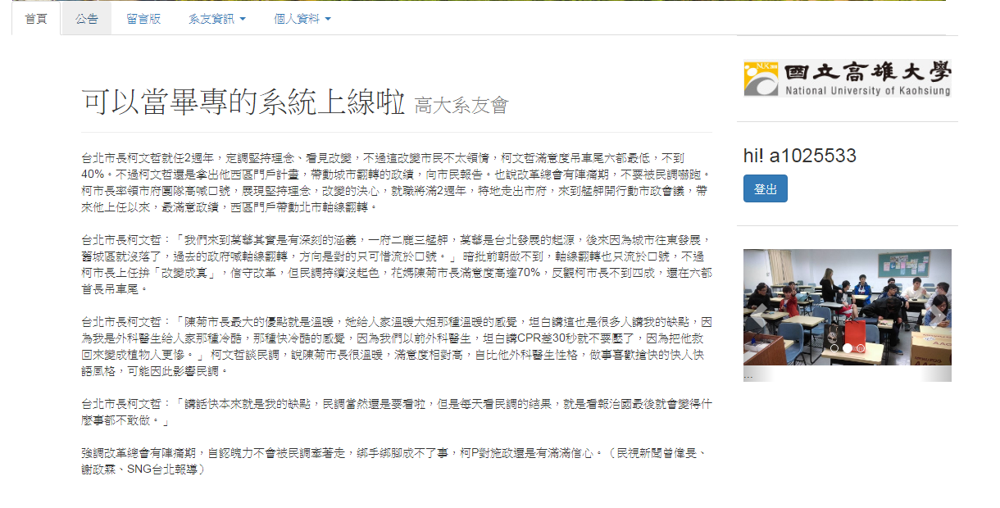 首頁
公告
留言版
系友資訊
個人資料
國立高雄大學
National University of Kaohsiung
可以當畢專的系統上線啦 高大系友會
hi! a1025533
登出
台北市長柯文哲就任2週年，定調堅持理念、看見改變，不過這改變市民不太領情，柯文哲滿意度吊車尾六都最低，不到
40%。不過柯文哲還是拿出他西區門戶計畫，帶動城市翻轉的政績，向市民報告。也說改革總會有陣痛期，不要被民調嚇跑。
柯市長率領市府團隊高喊口號，展現堅持理念，改變的決心，就職將滿2週年，特地走出市府，來到艋舺開行動市政會議，帶
來他上任以來，最滿意政績，西區門戶帶動北市軸線翻轉。
台北市長柯文哲：「我們來到萬華其實是有深刻的涵義，一府二鹿三艋舺，萬華是台北發展的起源，後來因為城市往東發展，
舊城區就沒落了，過去的政府喊軸線翻轉，方向是對的只可惜流於口號。」 暗批前朝做不到，軸線翻轉也只流於口號，不過
柯市長上任拚「改變成真」，信守改革，但民調持續沒起色，花媽陳菊市長滿意度高達70%，反觀柯市長不到四成，還在六都
首長吊車尾。
台北市長柯文哲：「陳菊市長最大的優點就是溫暖，她給人家溫暖大姐那種溫暖的感覺，坦白講這也是很多人講我的缺點，因
為我是外科醫生給人家那種冷酷，那種快冷酷的感覺，因為我們以前外科醫生，坦白講CPR差30秒就不要壓了，因為把他救
回來變成植物人更慘。」 柯文哲談民調，說陳菊市長很溫暖，滿意度相對高，自比他外科醫生性格，做事喜歡搶快的快人快
語風格，可能因此影響民調。
台北市長柯文哲：「講話快本來就是我的缺點，民調當然還是要看啦，但是每天看民調的結果，就是看報治國最後就會變得什
麼事都不敢做。」
強調改革總會有陣痛期，自認魄力不會被民調牽著走，綁手綁腳成不了事，柯P對施政還是有滿滿信心。（民視新聞曾偉旻、
謝政霖、SNG台北報導）
...